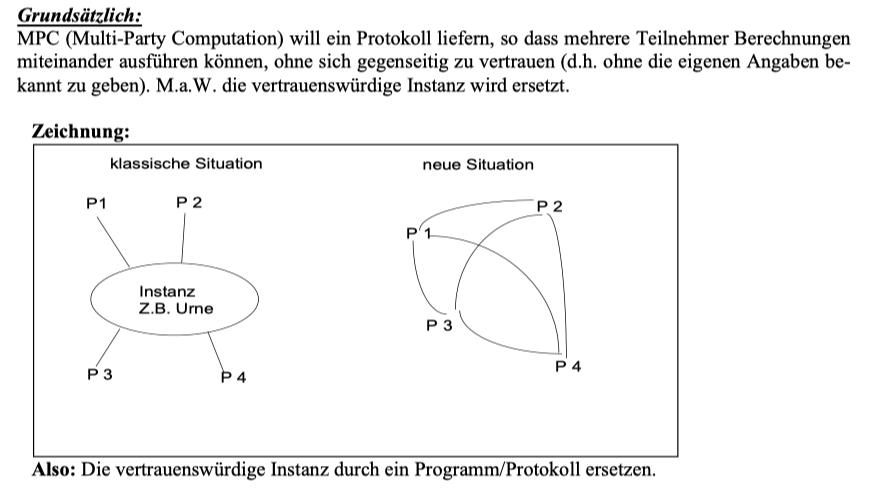 Grundsätzlich:
MPC (Multi-Party Computation) will ein Protokoll liefern, so dass mehrere Teilnehmer Berechnungen
miteinander ausführen können, ohne sich gegenseitig zu vertrauen (d.h. ohne die eigenen Angaben be-
kannt zu geben). M.a.W. die vertrauenswürdige Instanz wird ersetzt.
Zeichnung:
klassische Situation
P1
P 2
Instanz
Z.B. Urne
P 3
P 4
neue Situation
P 2
P 1
P 3
P 4
Also: Die vertrauenswürdige Instanz durch ein Programm/Protokoll ersetzen.